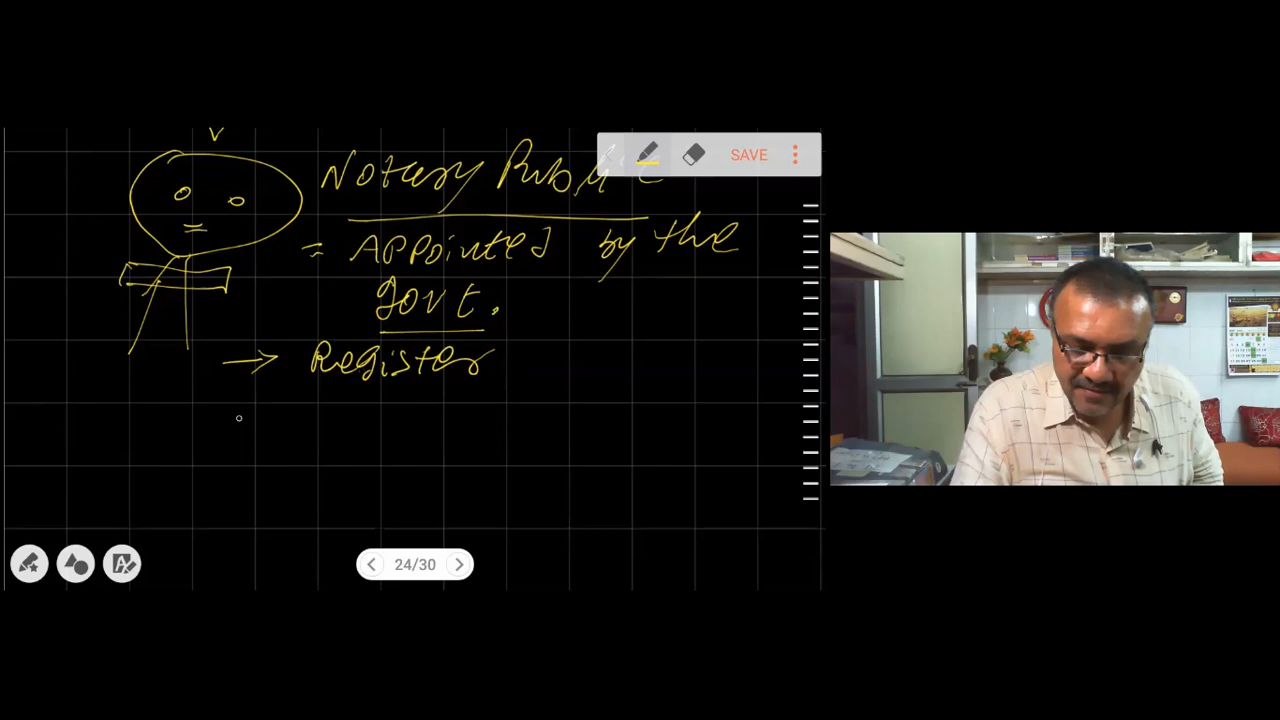 Notary Public
SAVE
= Appointed by the
Govt.
→ Register
24/30